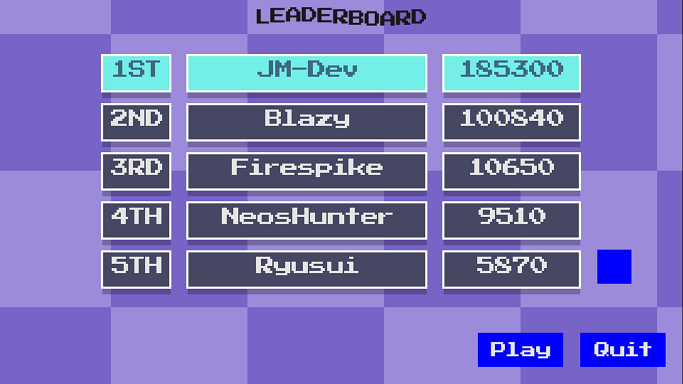 LEADERBOARD
1ST JM-Dev 185300
2ND Blazy 100840
3RD Firespike 10650
4TH NeosHunter 9510
5TH Ryusui 5870
Play Quit